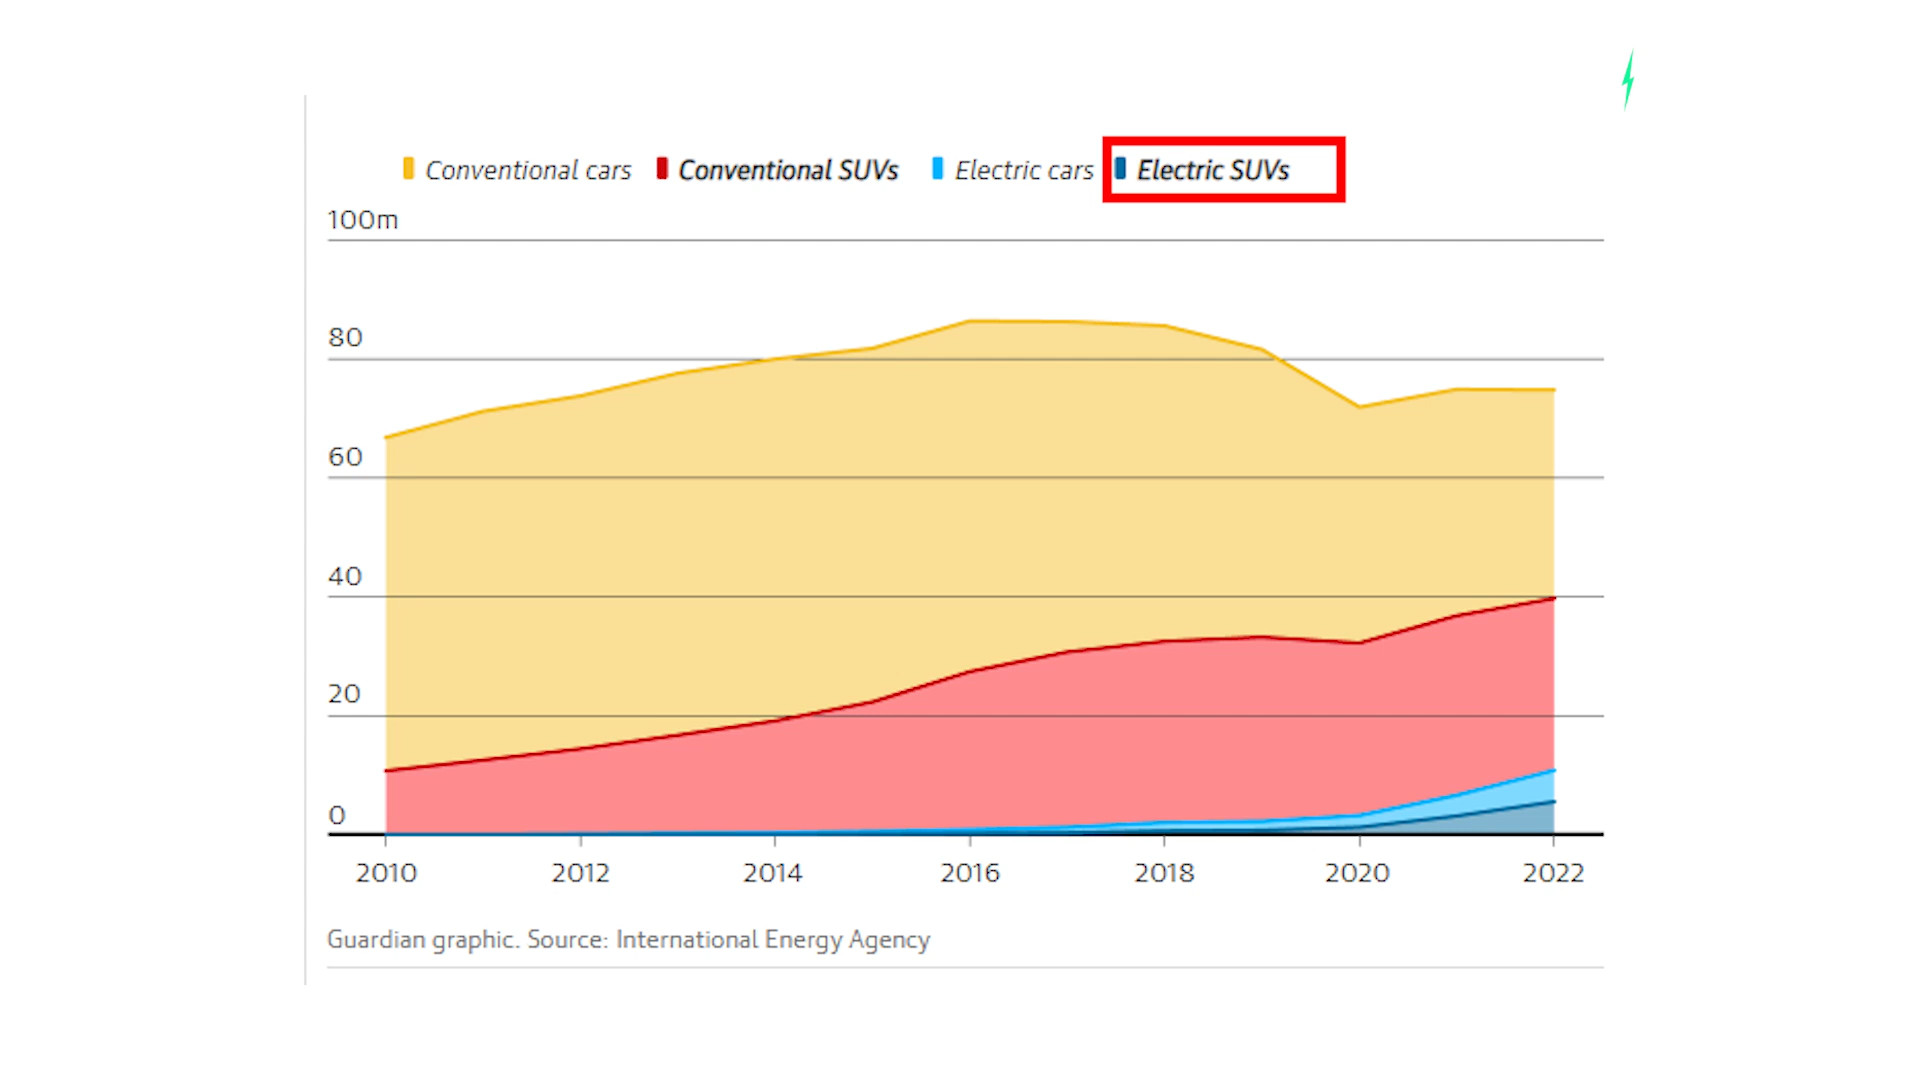 Conventional cars Conventional SUVs Electric cars Electric SUVs
100m
80
60
40
20
0
2010 2012 2014 2016 2018 2020 2022
Guardian graphic. Source: International Energy Agency